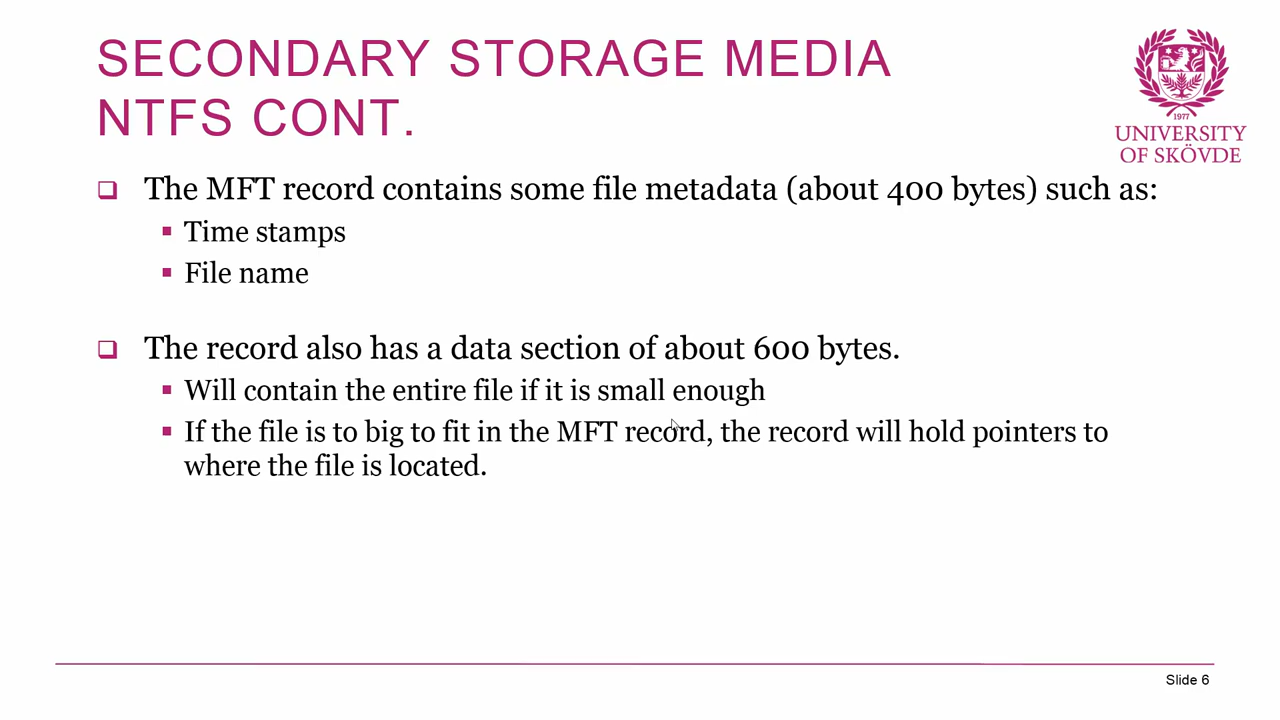 SECONDARY STORAGE MEDIA
NTFS CONT.
1977
UNIVERSITY
OF SKÖVDE
The MFT record contains some file metadata (about 400 bytes) such as:
Time stamps
File name
The record also has a data section of about 600 bytes.
Will contain the entire file if it is small enough
If the file is to big to fit in the MFT record, the record will hold pointers to
where the file is located.
Slide 6